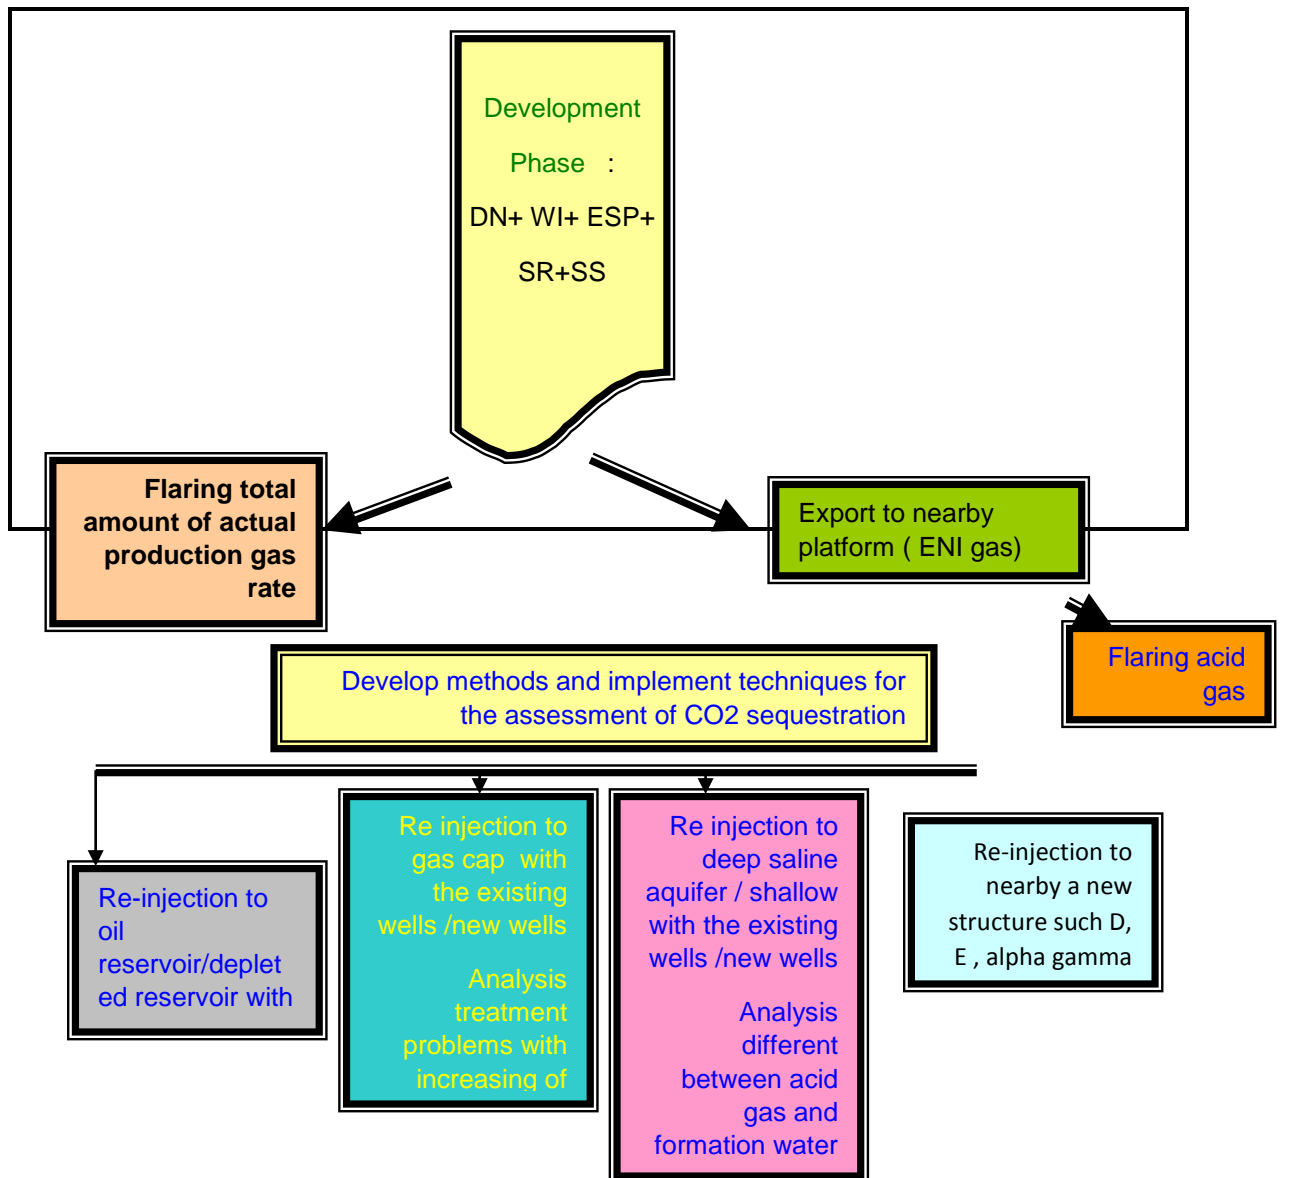 Development
Phase :
DN+ WI+ ESP+
SR+SS
Flaring total
amount of actual
production gas
rate
Export to nearby
platform ( ENI gas)
Flaring acid
gas
Develop methods and implement techniques for
the assessment of CO2 sequestration
Re-injection to
oil
reservoir/deplet
ed reservoir with
Re injection to
gas cap with
the existing
wells /new wells
Analysis
treatment
problems with
increasing of
Re injection to
deep saline
aquifer / shallow
with the existing
wells /new wells
Analysis
different
between acid
gas and
formation water
Re-injection to
nearby a new
structure such D,
E , alpha gamma